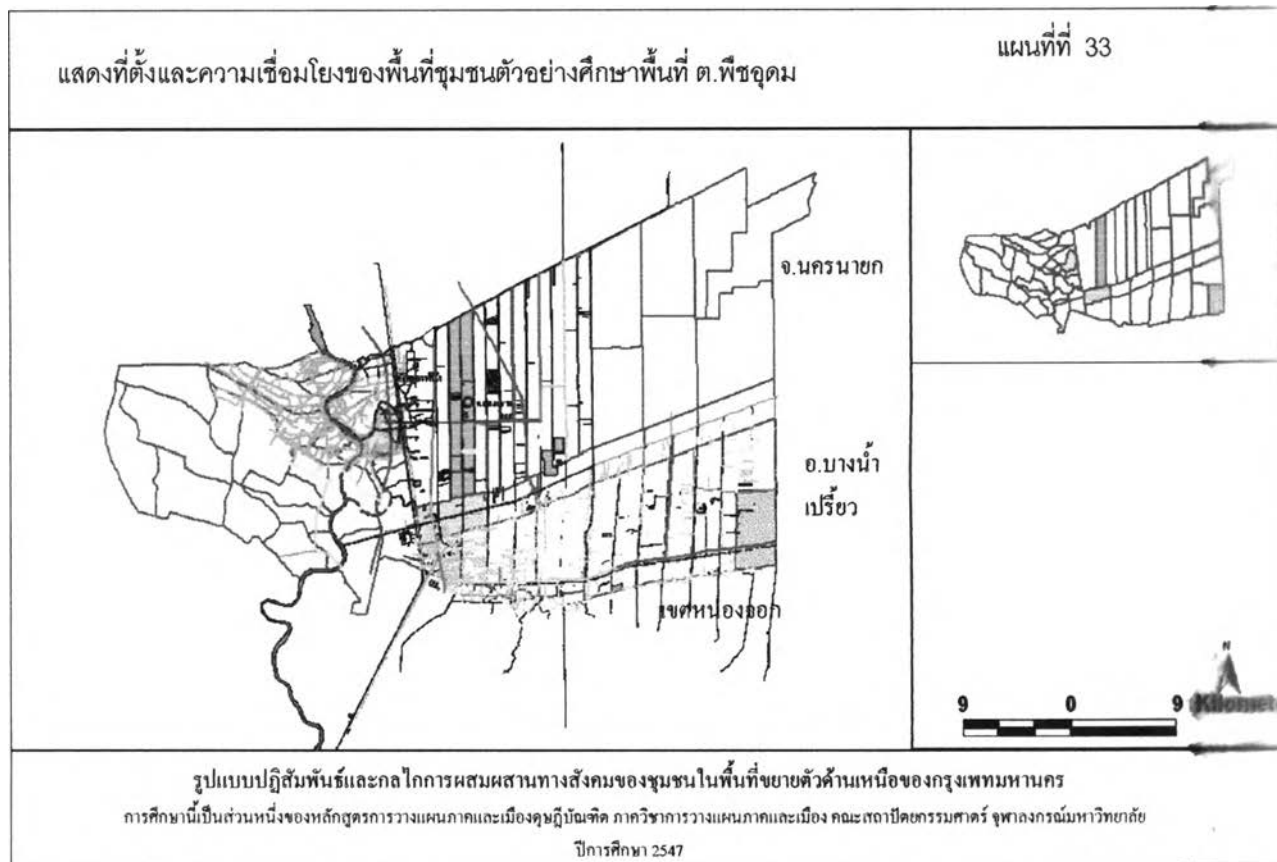 แผนที่ที่ 33
แสดงที่ตั้งและความเชื่อมโยงของพื้นที่ชุมชนตัวอย่างศึกษาพื้นที่ ต.พืชอุดม
จ.นครนายก
อ.บางน้ำ
เปรี้ยว
เขตหนองจอก
N
9 0 9
Kilomet
รูปแบบปฏิสัมพันธ์และกลไกการผสมผสานทางสังคมของชุมชนในพื้นที่ขยายตัวด้านเหนือของกรุงเพทมหานคร
การศึกษานี้เป็นส่วนหนึ่งของหลักสูตรการวางแผนภาคและเมืองดุษฎีบัณฑิต ภาควิชาการวางแผนภาคและเมือง คณะสถาปัตยกรรมศาตร์ จุฬาลงกรณ์มหาวิทยาลัย
ปีการศึกษา 2547